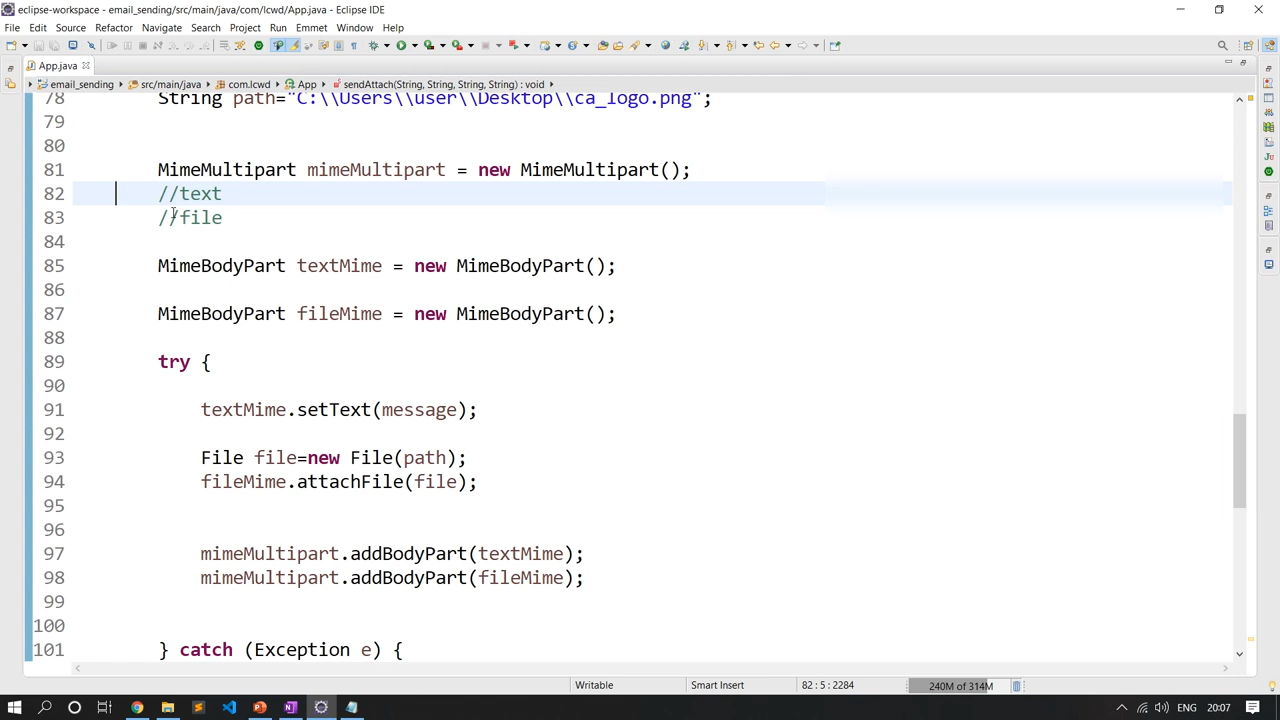 eclipse-workspace - email_sending/src/main/java/com/lcwd/App.java - Eclipse IDE
File Edit Source Refactor Navigate Search Project Run Emmet Window Help
App.java
email_sending src/main/java com.lcwd App sendAttach(String, String, String, String) : void
78 String path="C:\\Users\\user\\Desktop\\ca_logo.png";
79
80
81 MimeMultipart mimeMultipart = new MimeMultipart();
82 //text
83 //file
84
85 MimeBodyPart textMime = new MimeBodyPart();
86
87 MimeBodyPart fileMime = new MimeBodyPart();
88
89 try {
90
91 textMime.setText(message);
92
93 File file=new File(path);
94 fileMime.attachFile(file);
95
96
97 mimeMultipart.addBodyPart(textMime);
98 mimeMultipart.addBodyPart(fileMime);
99
100
101 } catch (Exception e) {
Writable Smart Insert 82 : 5 : 2284 240M of 314M
ENG 20:07